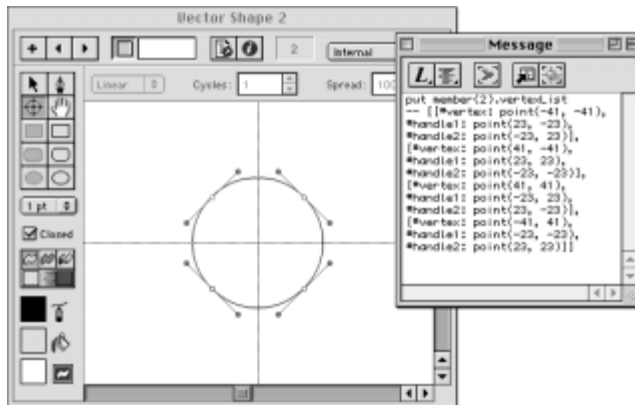 Vector Shape 2
2
Internal
Linear
Cycles: 1
Spread: 100
1 pt
Closed
Message
put member(2).vertexList
-- [[#vertex: point(-41, -41),
#handle1: point(23, -23),
#handle2: point(-23, 23)],
[#vertex: point(41, -41),
#handle1: point(23, 23),
#handle2: point(-23, -23)],
[#vertex: point(41, 41),
#handle1: point(-23, 23),
#handle2: point(23, -23)],
[#vertex: point(-41, 41),
#handle1: point(-23, -23),
#handle2: point(23, 23)]]